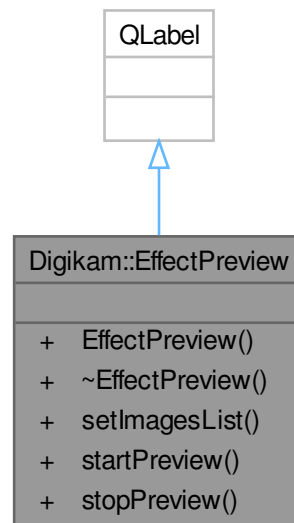 QLabel
Digikam::EffectPreview
+ EffectPreview()
+ ~EffectPreview()
+ setImagesList()
+ startPreview()
+ stopPreview()